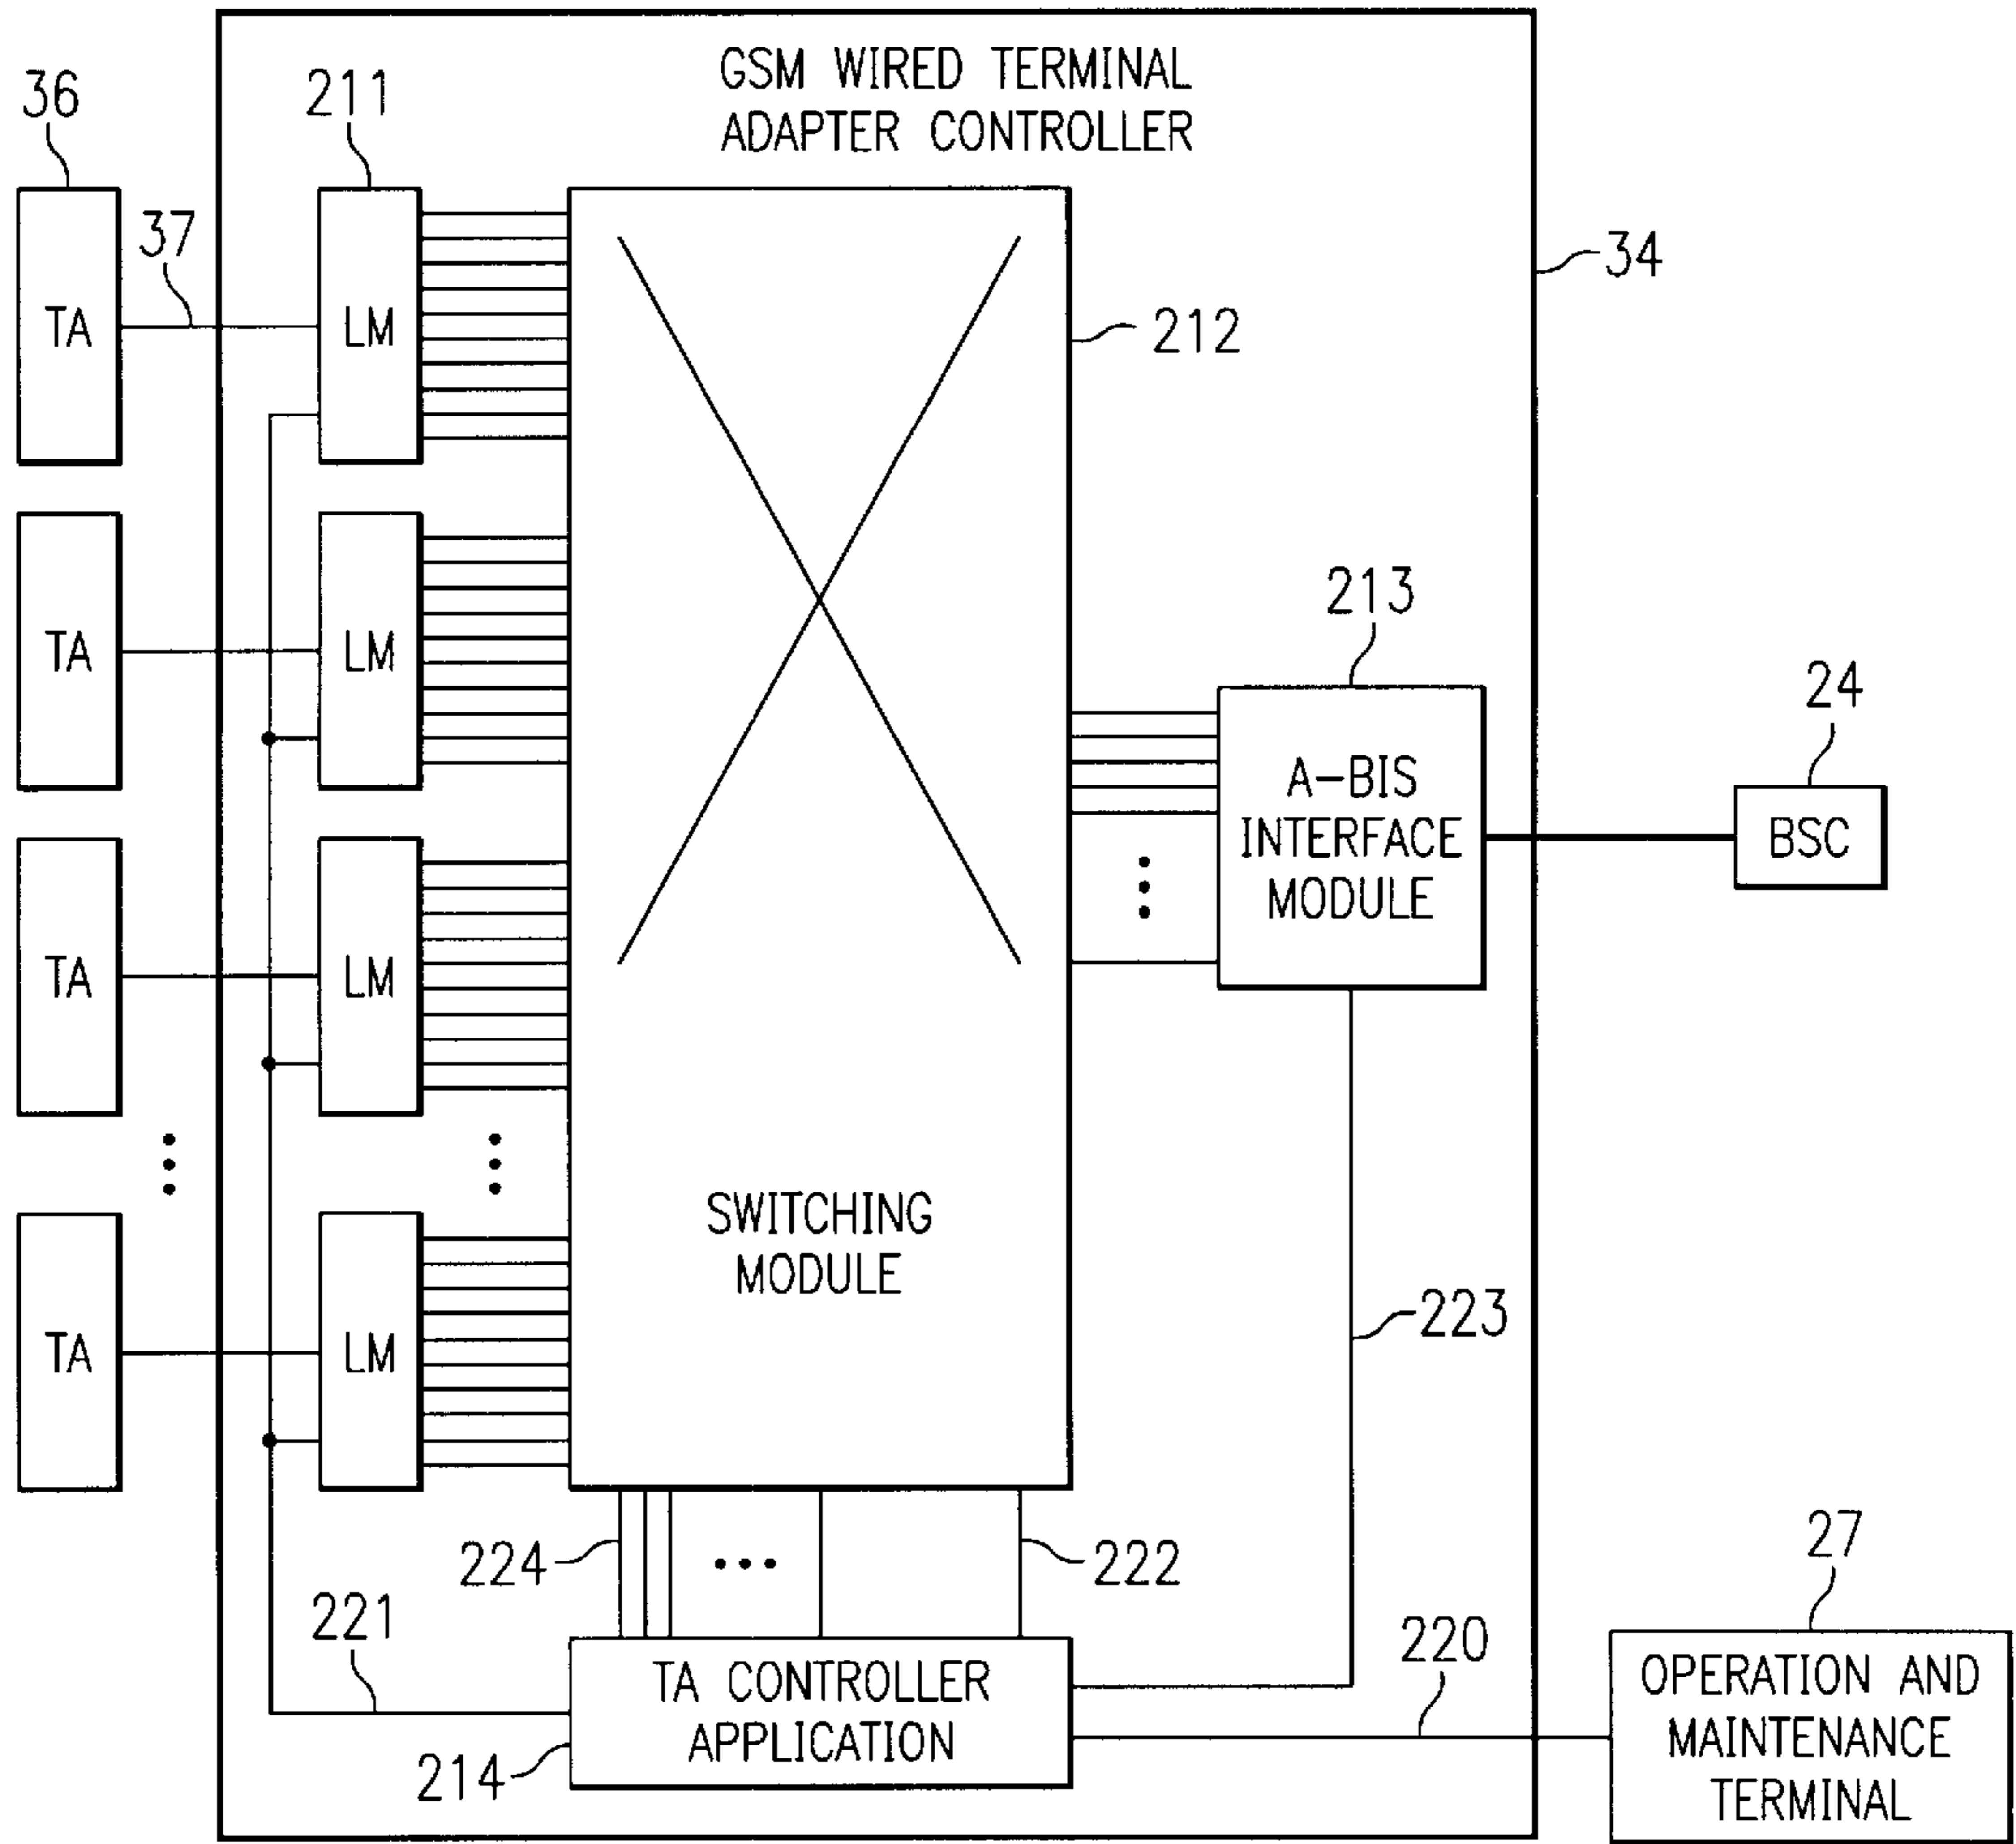 GSM WIRED TERMINAL
ADAPTER CONTROLLER
36
211
37
TA
LM
34
212
TA
LM
213
24
A-BIS
INTERFACE
MODULE
BSC
TA
LM
SWITCHING
MODULE
TA
LM
223
224
222
27
221
220
TA CONTROLLER
APPLICATION
214
OPERATION AND
MAINTENANCE
TERMINAL